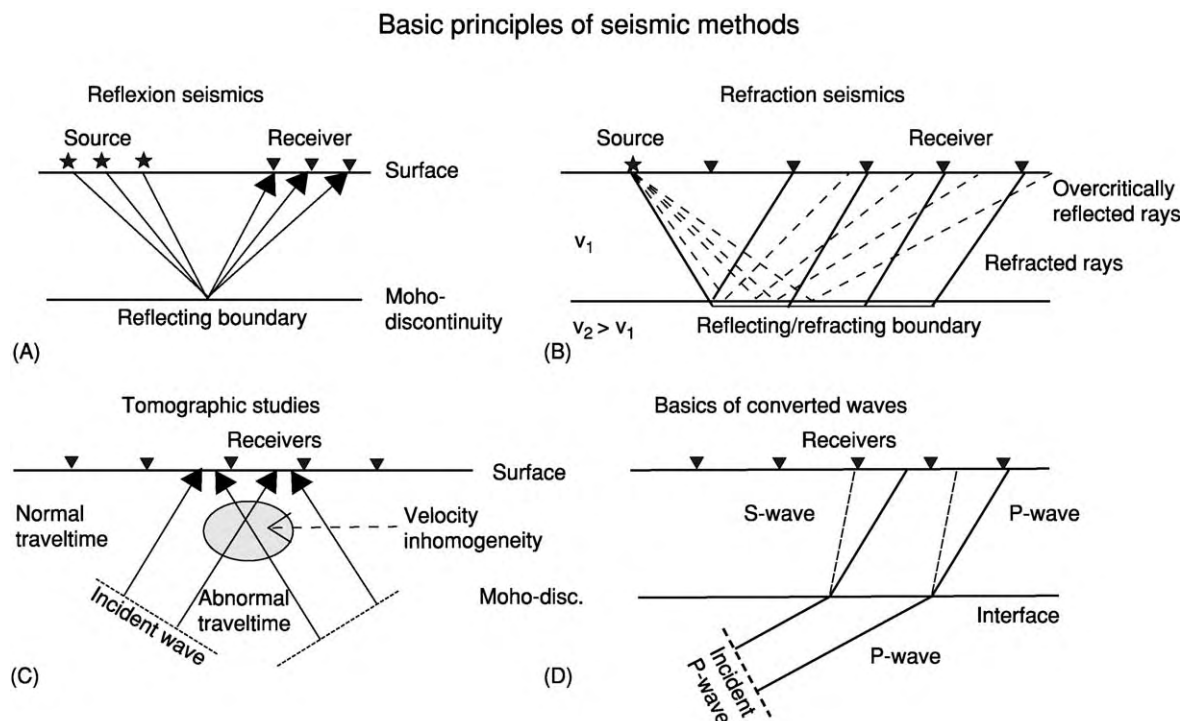 Basic principles of seismic methods
Reflexion seismics
Source
Receiver
Surface
Moho-
discontinuity
Reflecting boundary
(A)
Refraction seismics
Source
Receiver
Overcritically
reflected rays
v1
Refracted rays
v2 > v1
Reflecting/refracting boundary
(B)
Tomographic studies
Receivers
Surface
Normal
traveltime
Velocity
inhomogeneity
Abnormal
traveltime
Moho-disc.
Incident wave
(C)
Basics of converted waves
Receivers
S-wave
P-wave
Interface
P-wave
Incident
P-wave
(D)